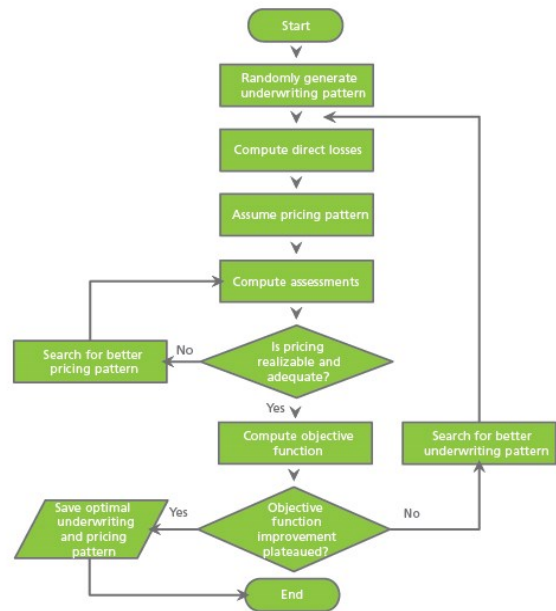 Start
Randomly generate
underwriting pattern
Compute direct losses
Assume pricing pattern
Compute assessments
Is pricing
realizable and
adequate?
No
Search for better
pricing pattern
Yes
Compute objective
function
Search for better
underwriting pattern
Objective
function
improvement
plateaued?
No
Yes
Save optimal
underwriting
and pricing
pattern
End